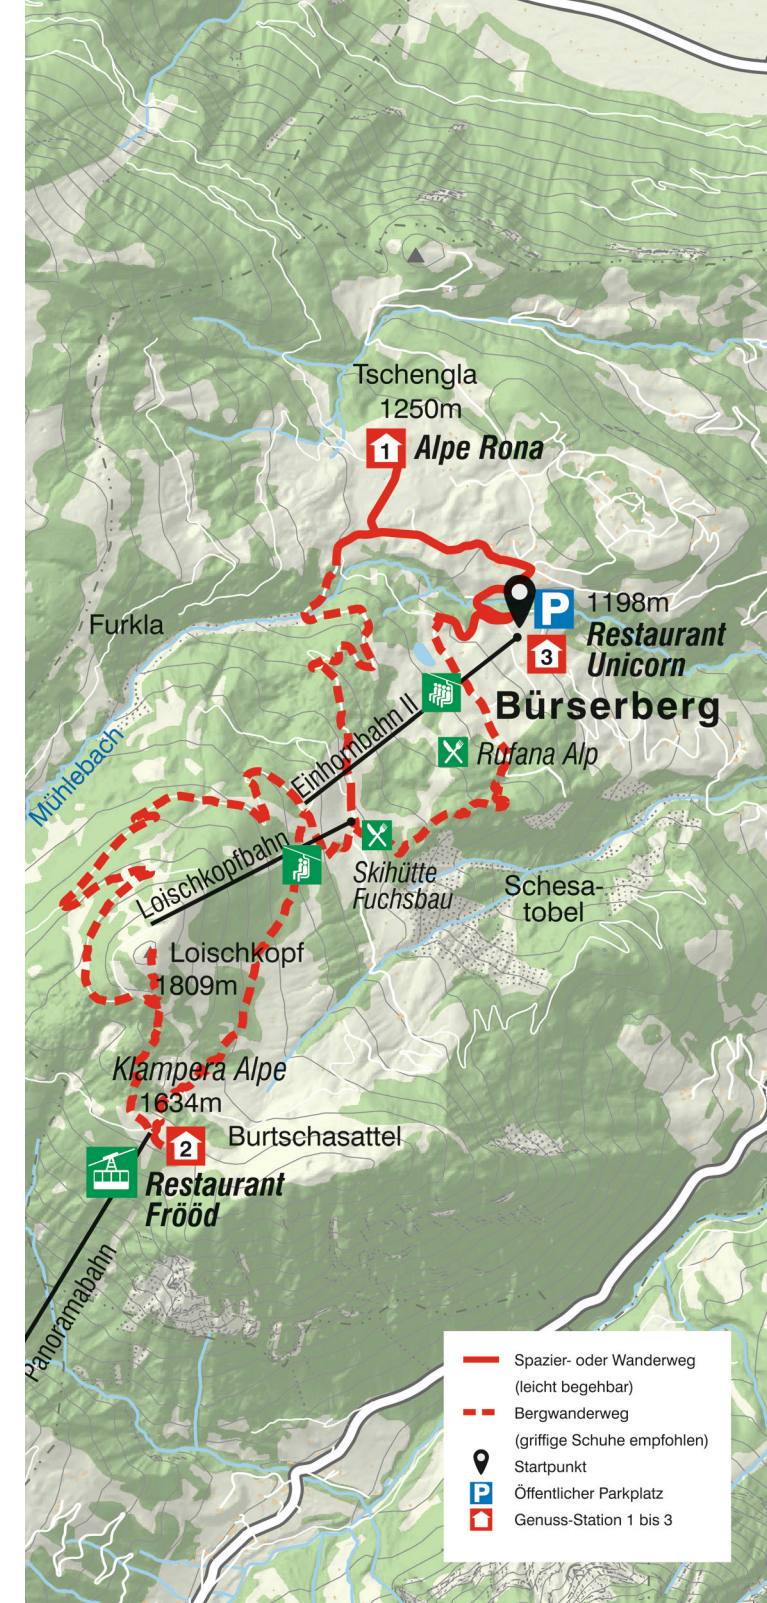 Tschengla
1250m
1
Alpe Rona
Furkla
P
1198m
Restaurant
Unicorn
3
Bürserberg
Einhornbahn II
Rufana Alp
Mühlebach
Loischkopfbahn
Skihütte
Fuchsbau
Schesa-
tobel
Loischkopf
1809m
Klampera Alpe
1634m
2
Burtschasattel
Restaurant
Frööd
Panoramabahn
Spazier- oder Wanderweg
(leicht begehbar)
Bergwanderweg
(griffige Schuhe empfohlen)
Startpunkt
P
Öffentlicher Parkplatz
Genuss-Station 1 bis 3